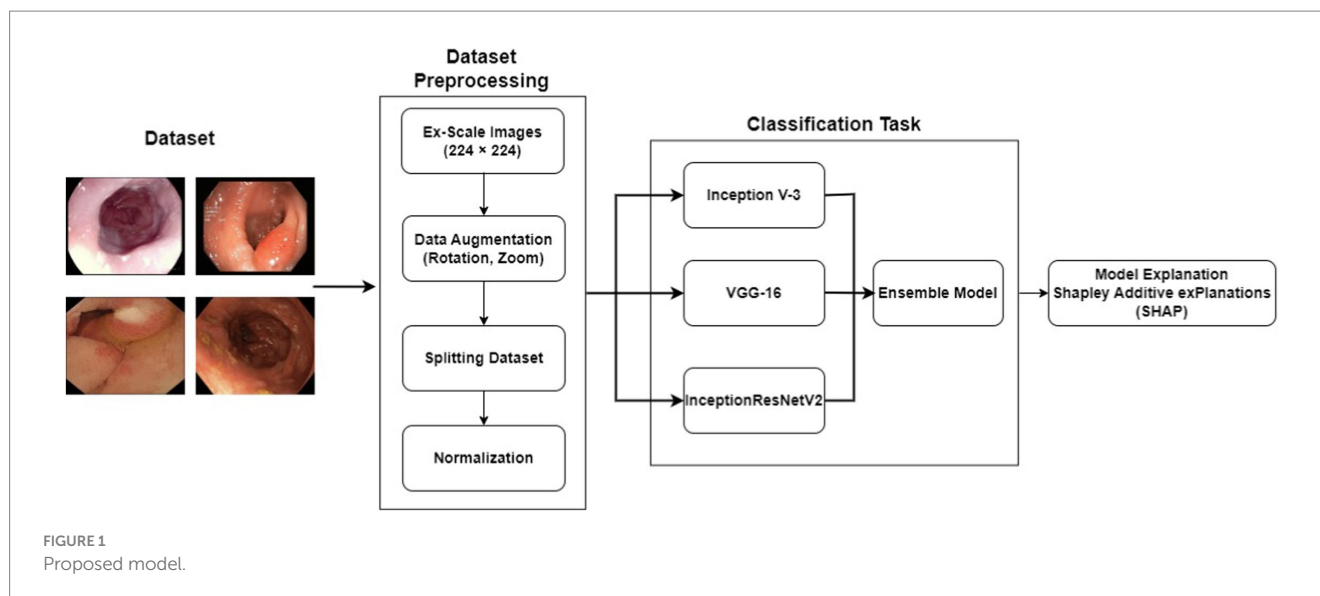 Dataset
Dataset
Preprocessing
Ex-Scale Images
(224 × 224)
Data Augmentation
(Rotation, Zoom)
Splitting Dataset
Normalization
Classification Task
Inception V-3
VGG-16
InceptionResNetV2
Ensemble Model
Model Explanation
Shapley Additive exPlanations
(SHAP)
FIGURE 1
Proposed model.